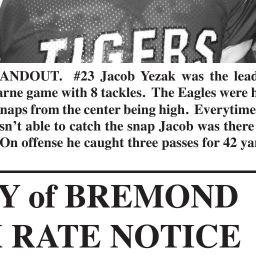 TIGERS
ANDOUT. #23 Jacob Yezak was the lead
arne game with 8 tackles. The Eagles were h
naps from the center being high. Everytime
sn't able to catch the snap Jacob was there
On offense he caught three passes for 42 yar
Y of BREMOND
RATE NOTICE